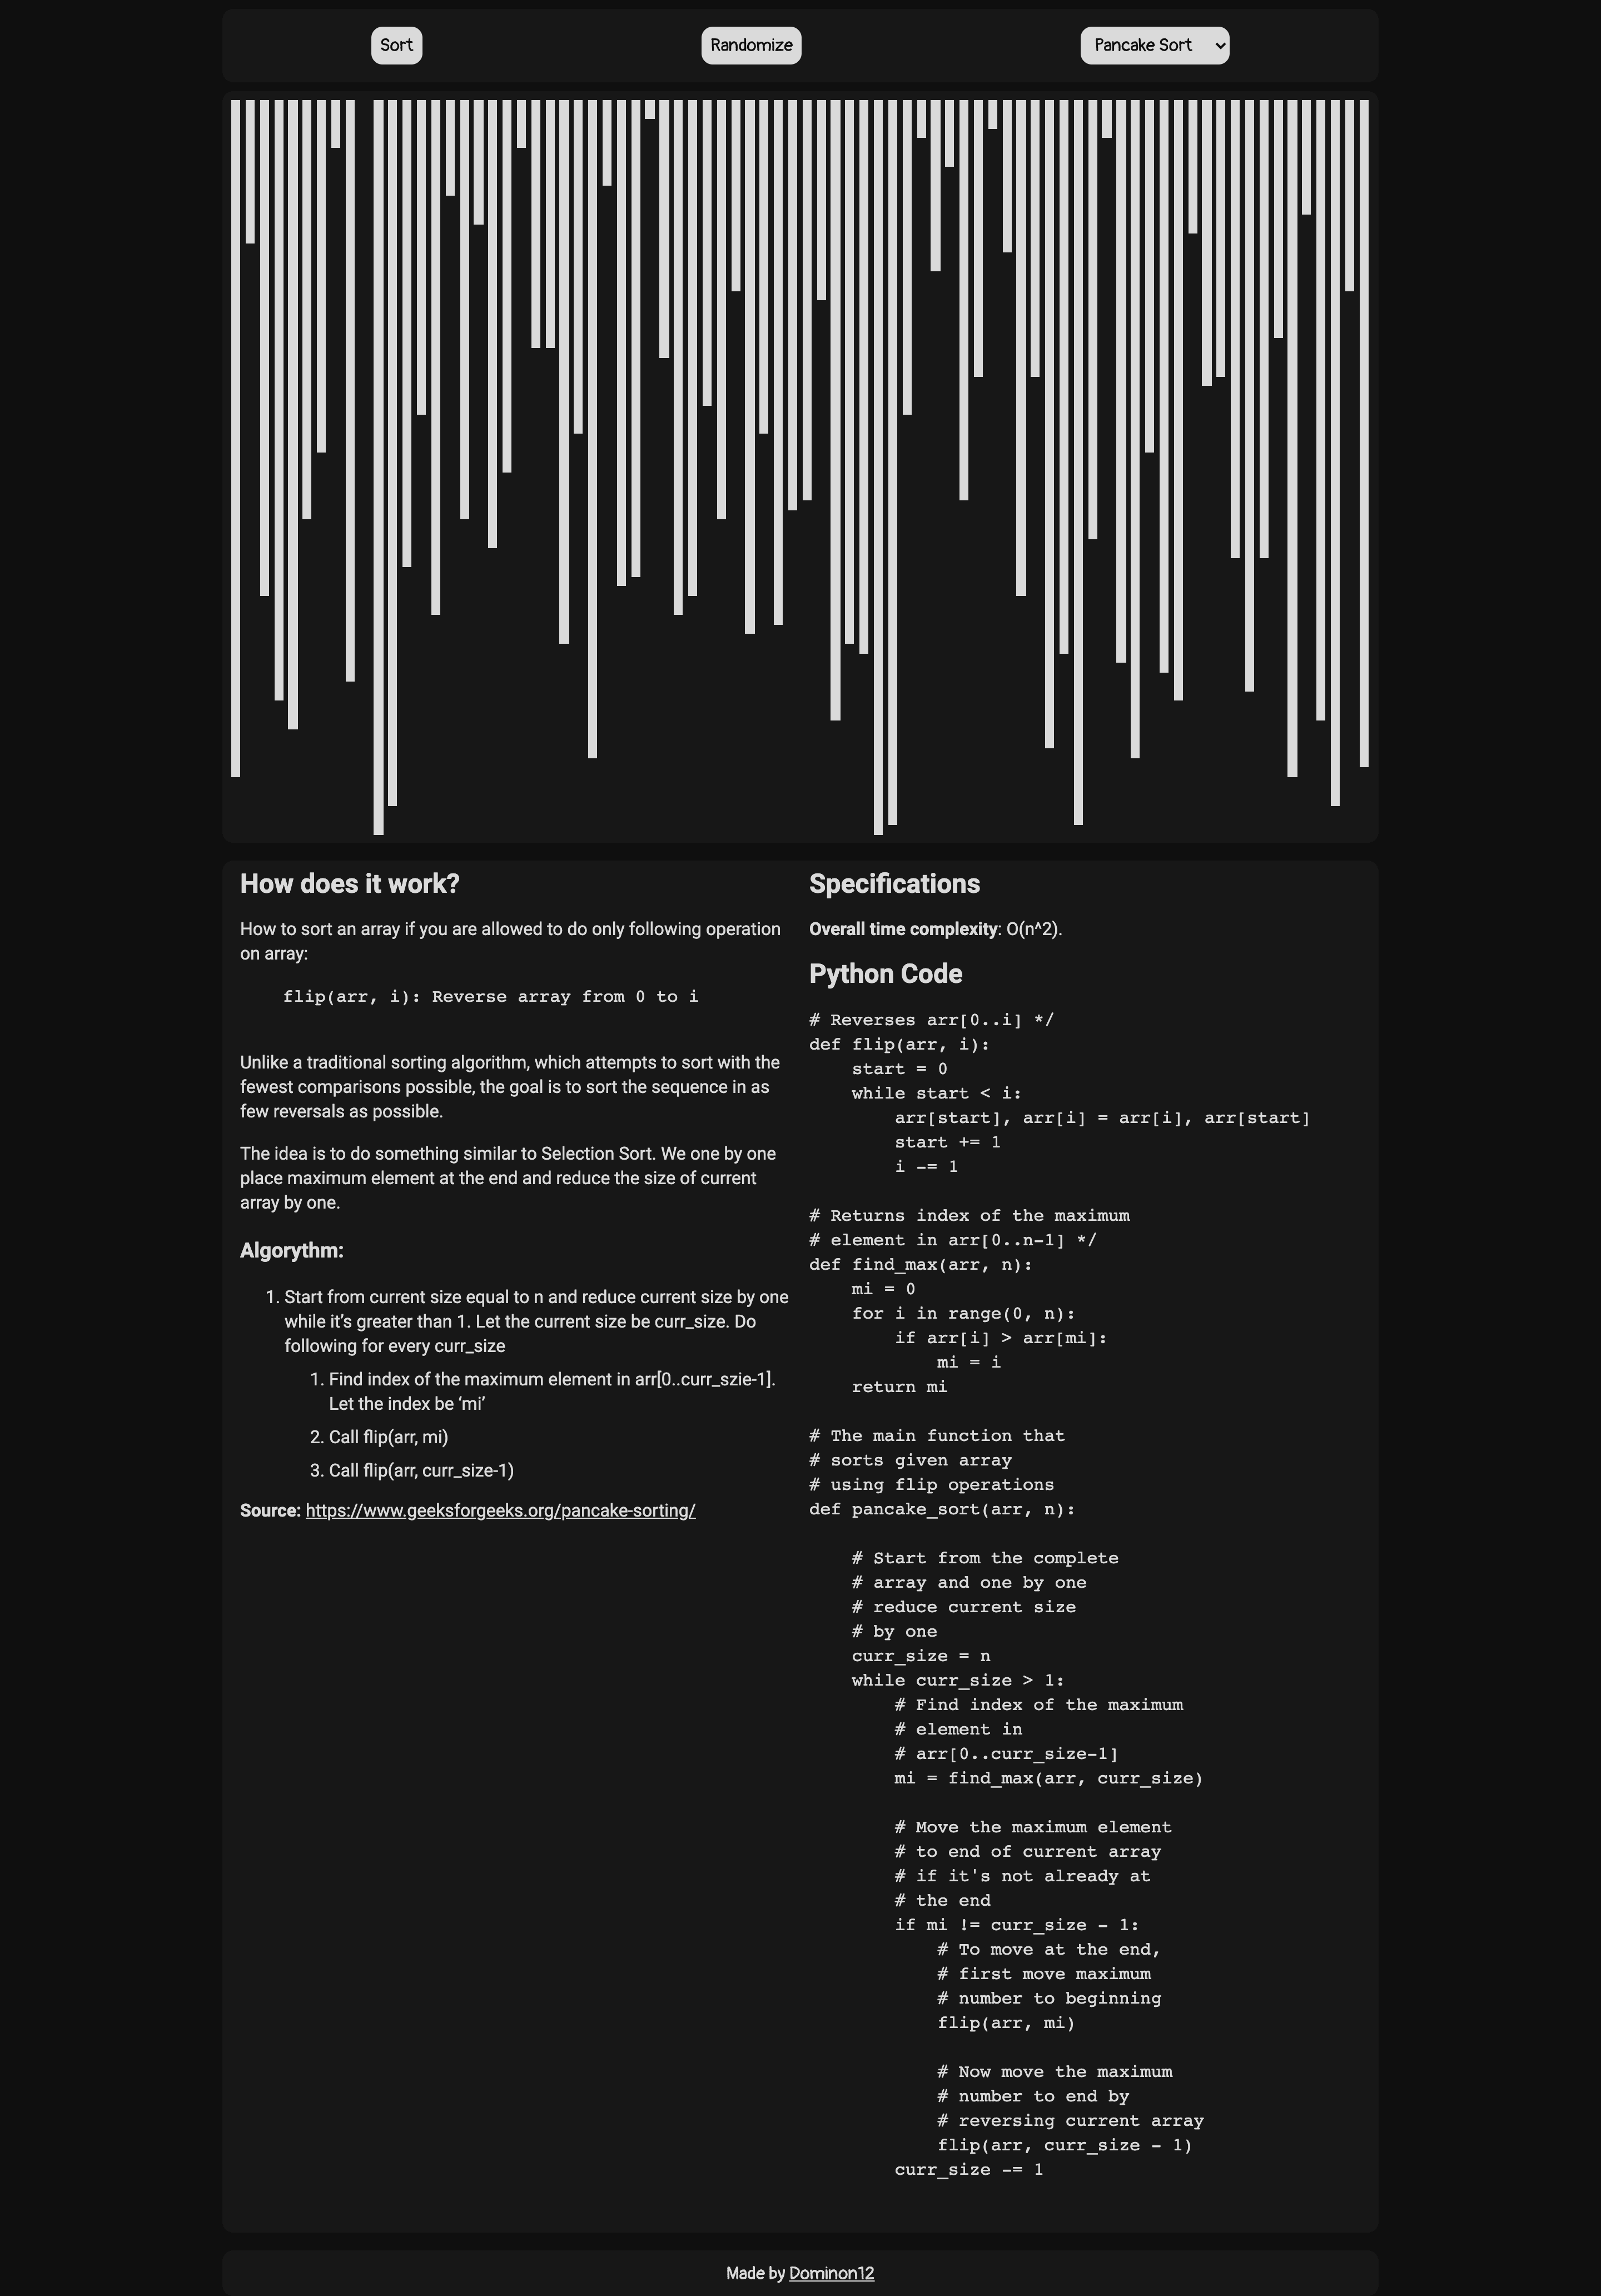 Sort
Randomize
Pancake Sort
How does it work?
How to sort an array if you are allowed to do only following operation
on array:
flip(arr, i): Reverse array from 0 to i
Unlike a traditional sorting algorithm, which attempts to sort with the
fewest comparisons possible, the goal is to sort the sequence in as
few reversals as possible.
The idea is to do something similar to Selection Sort. We one by one
place maximum element at the end and reduce the size of current
array by one.
Algorythm:
1. Start from current size equal to n and reduce current size by one
while it’s greater than 1. Let the current size be curr_size. Do
following for every curr_size
1. Find index of the maximum element in arr[0..curr_szie-1].
Let the index be ‘mi’
2. Call flip(arr, mi)
3. Call flip(arr, curr_size-1)
Source: https://www.geeksforgeeks.org/pancake-sorting/
Specifications
Overall time complexity: O(n^2).
Python Code
# Reverses arr[0..i] */
def flip(arr, i):
    start = 0
    while start < i:
        arr[start], arr[i] = arr[i], arr[start]
        start += 1
        i -= 1
# Returns index of the maximum
# element in arr[0..n-1] */
def find_max(arr, n):
    mi = 0
    for i in range(0, n):
        if arr[i] > arr[mi]:
            mi = i
    return mi
# The main function that
# sorts given array
# using flip operations
def pancake_sort(arr, n):
    # Start from the complete
    # array and one by one
    # reduce current size
    # by one
    curr_size = n
    while curr_size > 1:
        # Find index of the maximum
        # element in
        # arr[0..curr_size-1]
        mi = find_max(arr, curr_size)
        # Move the maximum element
        # to end of current array
        # if it's not already at
        # the end
        if mi != curr_size - 1:
            # To move at the end,
            # first move maximum
            # number to beginning
            flip(arr, mi)
            # Now move the maximum
            # number to end by
            # reversing current array
            flip(arr, curr_size - 1)
        curr_size -= 1
Made by Dominon12